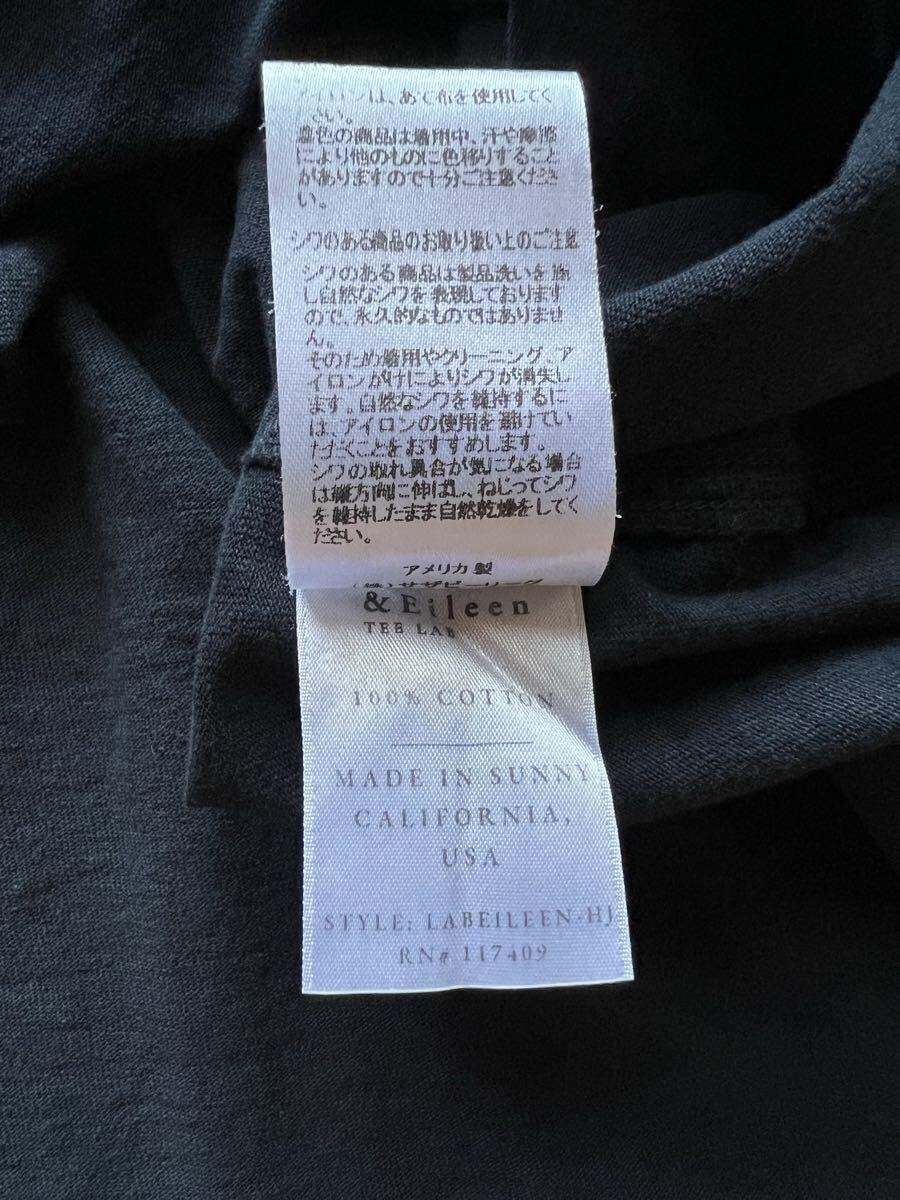 アイロンは、あて布を使用してく
ださい。
濃色の商品は着用中、汗や摩擦
により他のものに色移りすること
がありますので十分ご注意くださ
い。
シワのある商品のお取り扱い上のご注意
シワのある商品は製品洗いを施
し自然なシワを表現しております
ので、永久的なものではありませ
ん。
そのため着用やクリーニング、ア
イロンがけによりシワが消失し
ます。自然なシワを維持するに
は、アイロンの使用を避けてい
ただくことをおすすめします。
シワの取れ具合が気になる場合
は縦方向に伸ばし、ねじってシワ
を維持したまま自然乾燥をしてく
ださい。
アメリカ製
(株)サザビーリーグ
& Eileen
TEE LAB
100% COTTON
MADE IN SUNNY
CALIFORNIA,
USA
STYLE: LABEILEEN-HJ
RN# 117409